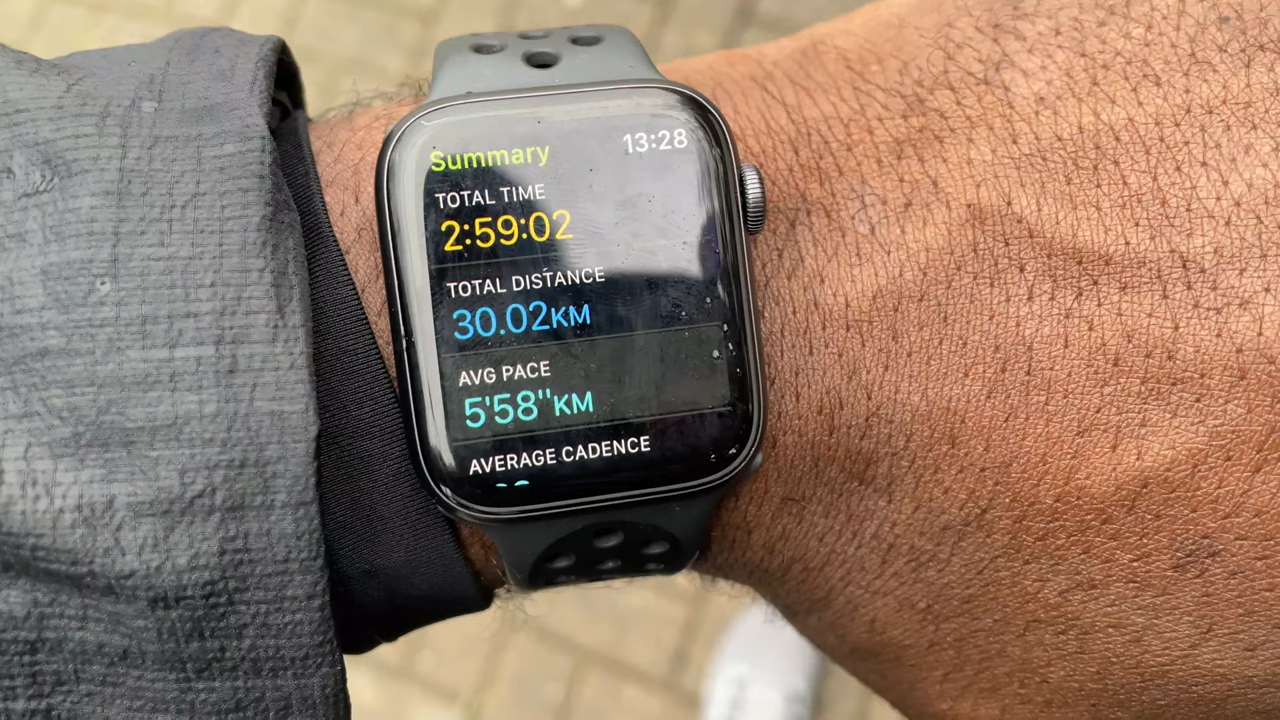 Summary 13:28
TOTAL TIME
2:59:02
TOTAL DISTANCE
30.02KM
AVG PACE
5'58''KM
AVERAGE CADENCE